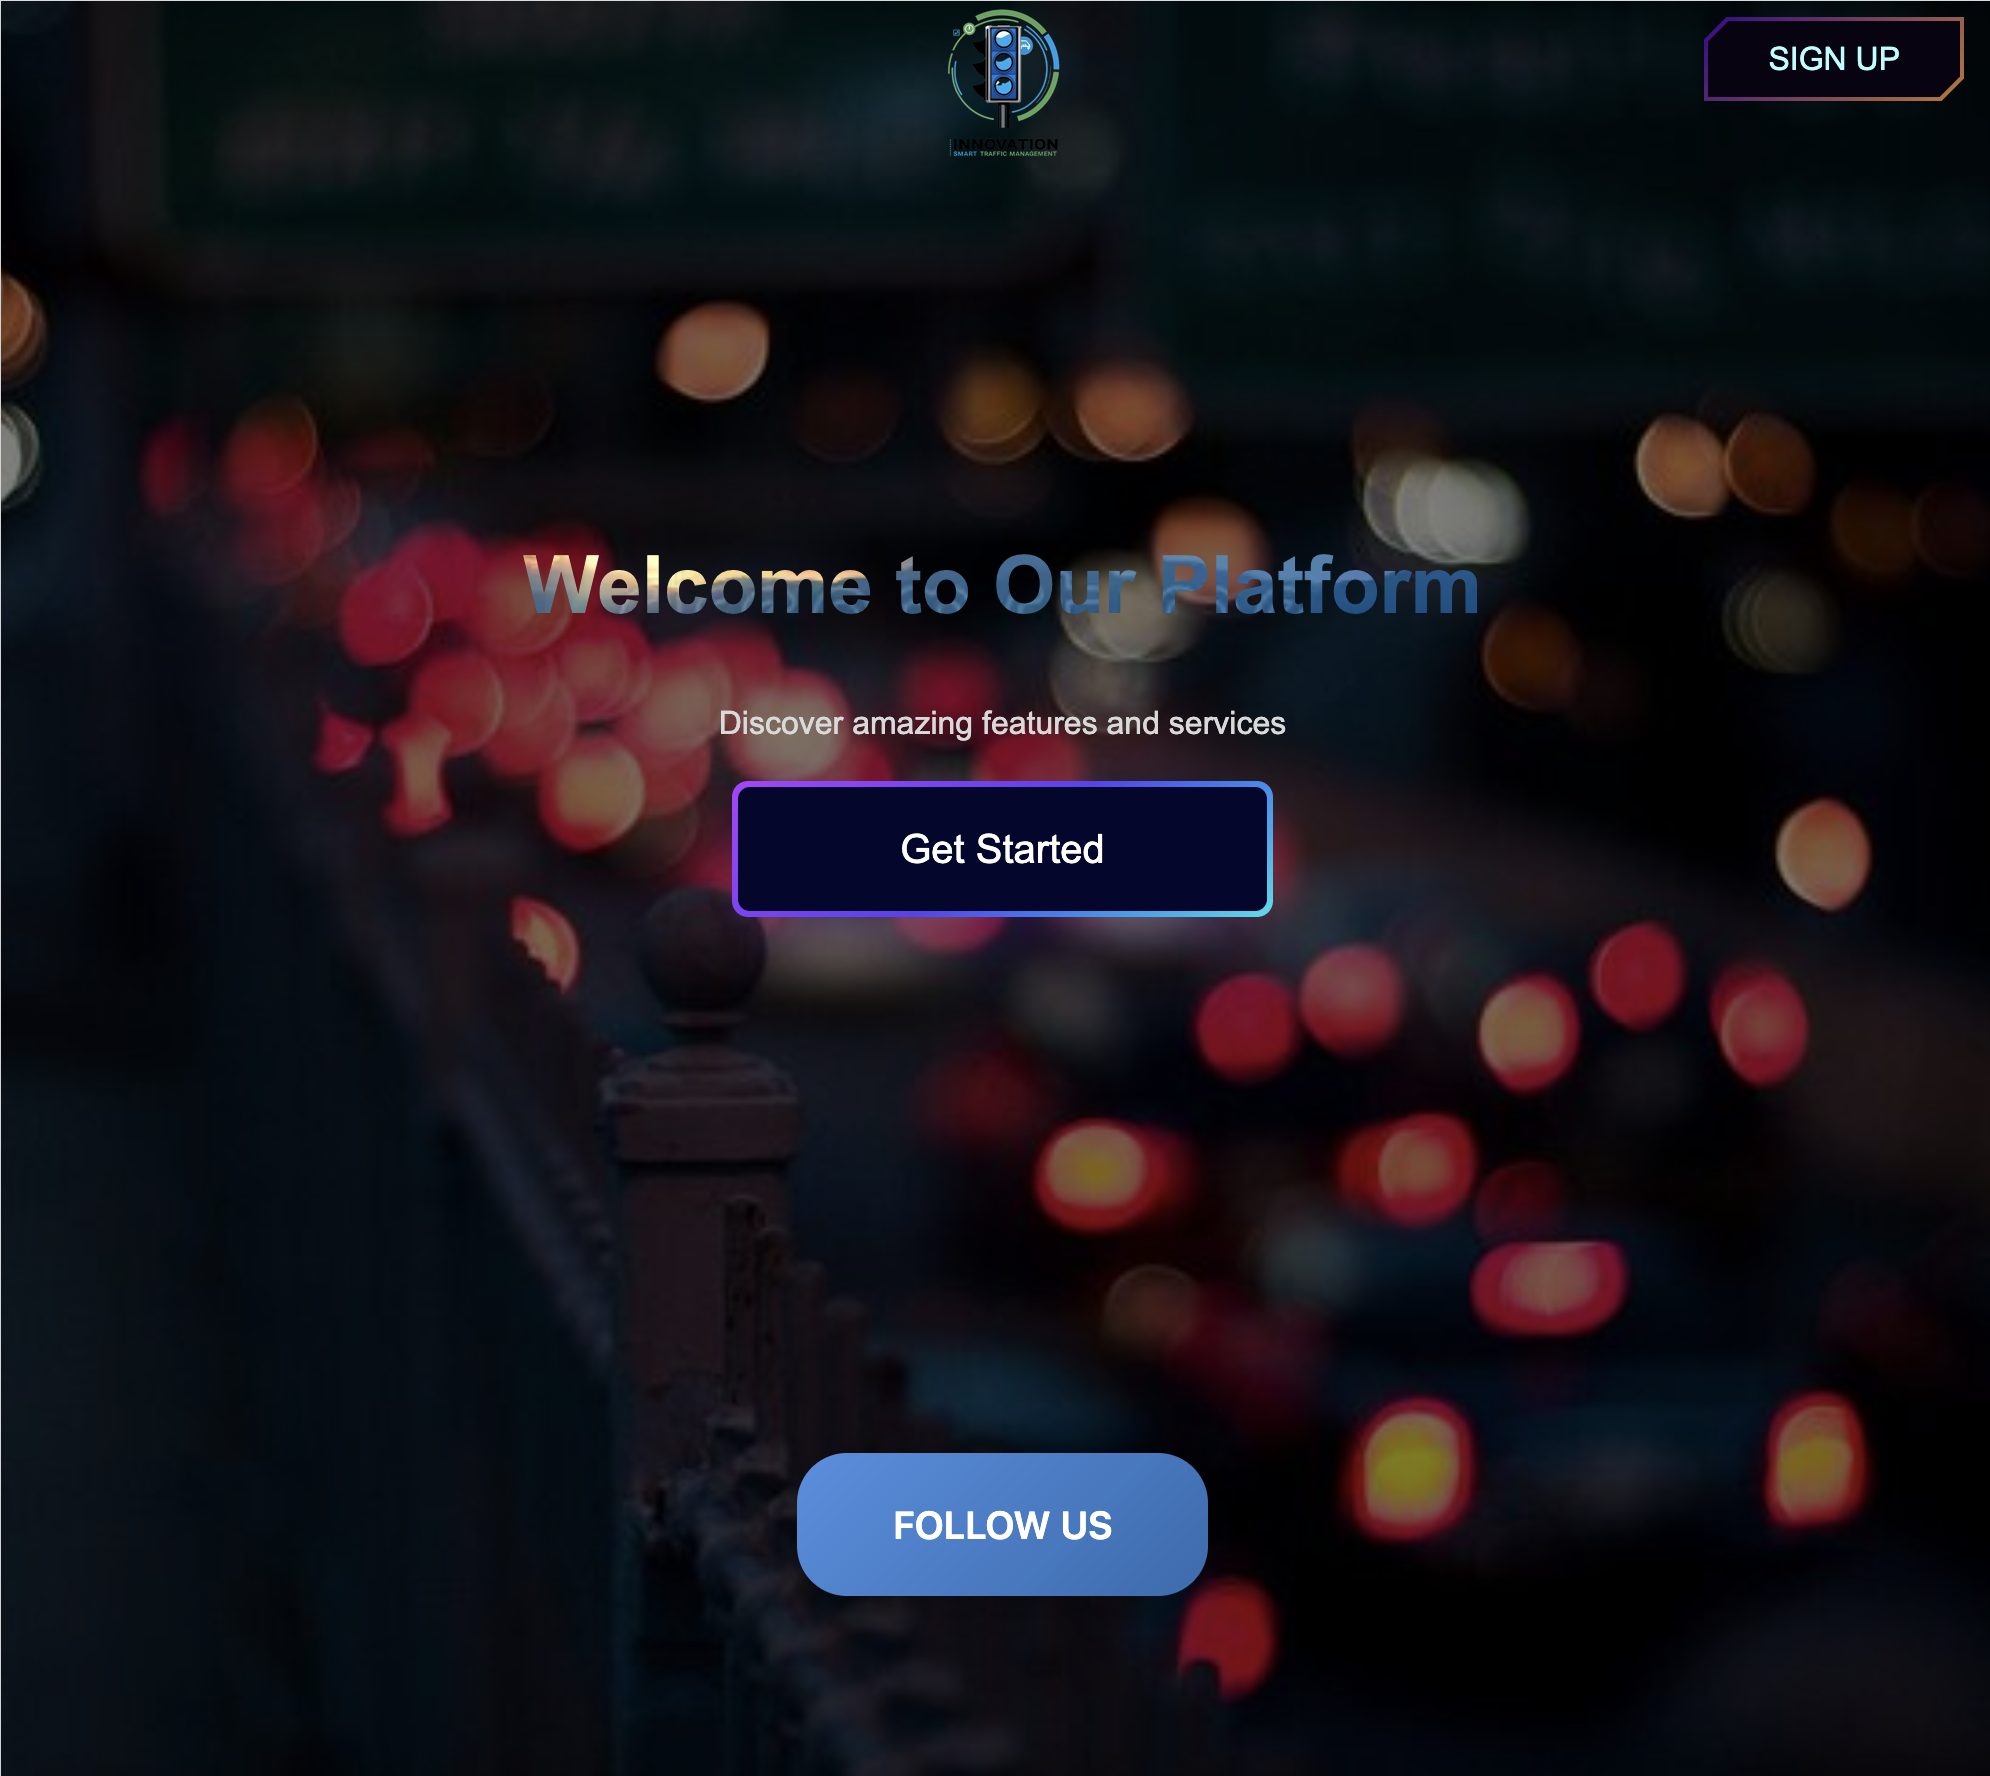 INNOVATION
SMART TRAFFIC MANAGEMENT
SIGN UP
Welcome to Our Platform
Discover amazing features and services
Get Started
FOLLOW US